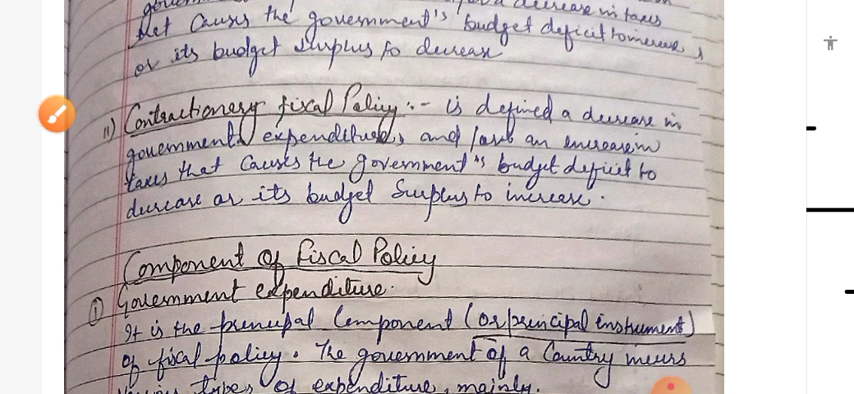 that causes the government's budget deficit to increase
or its budget surplus to decrease
ii) Contractionary fiscal Policy :- is defined a decrease in
government expenditures, and /or an increase in
taxes that causes the government's budget deficit to
decrease or its budget Surplus to increase.
Component of Fiscal Policy
① Government expenditure.
It is the principal Component (or principal instrument)
of fiscal policy. The government of a Country incurs
types of expenditure, mainly.